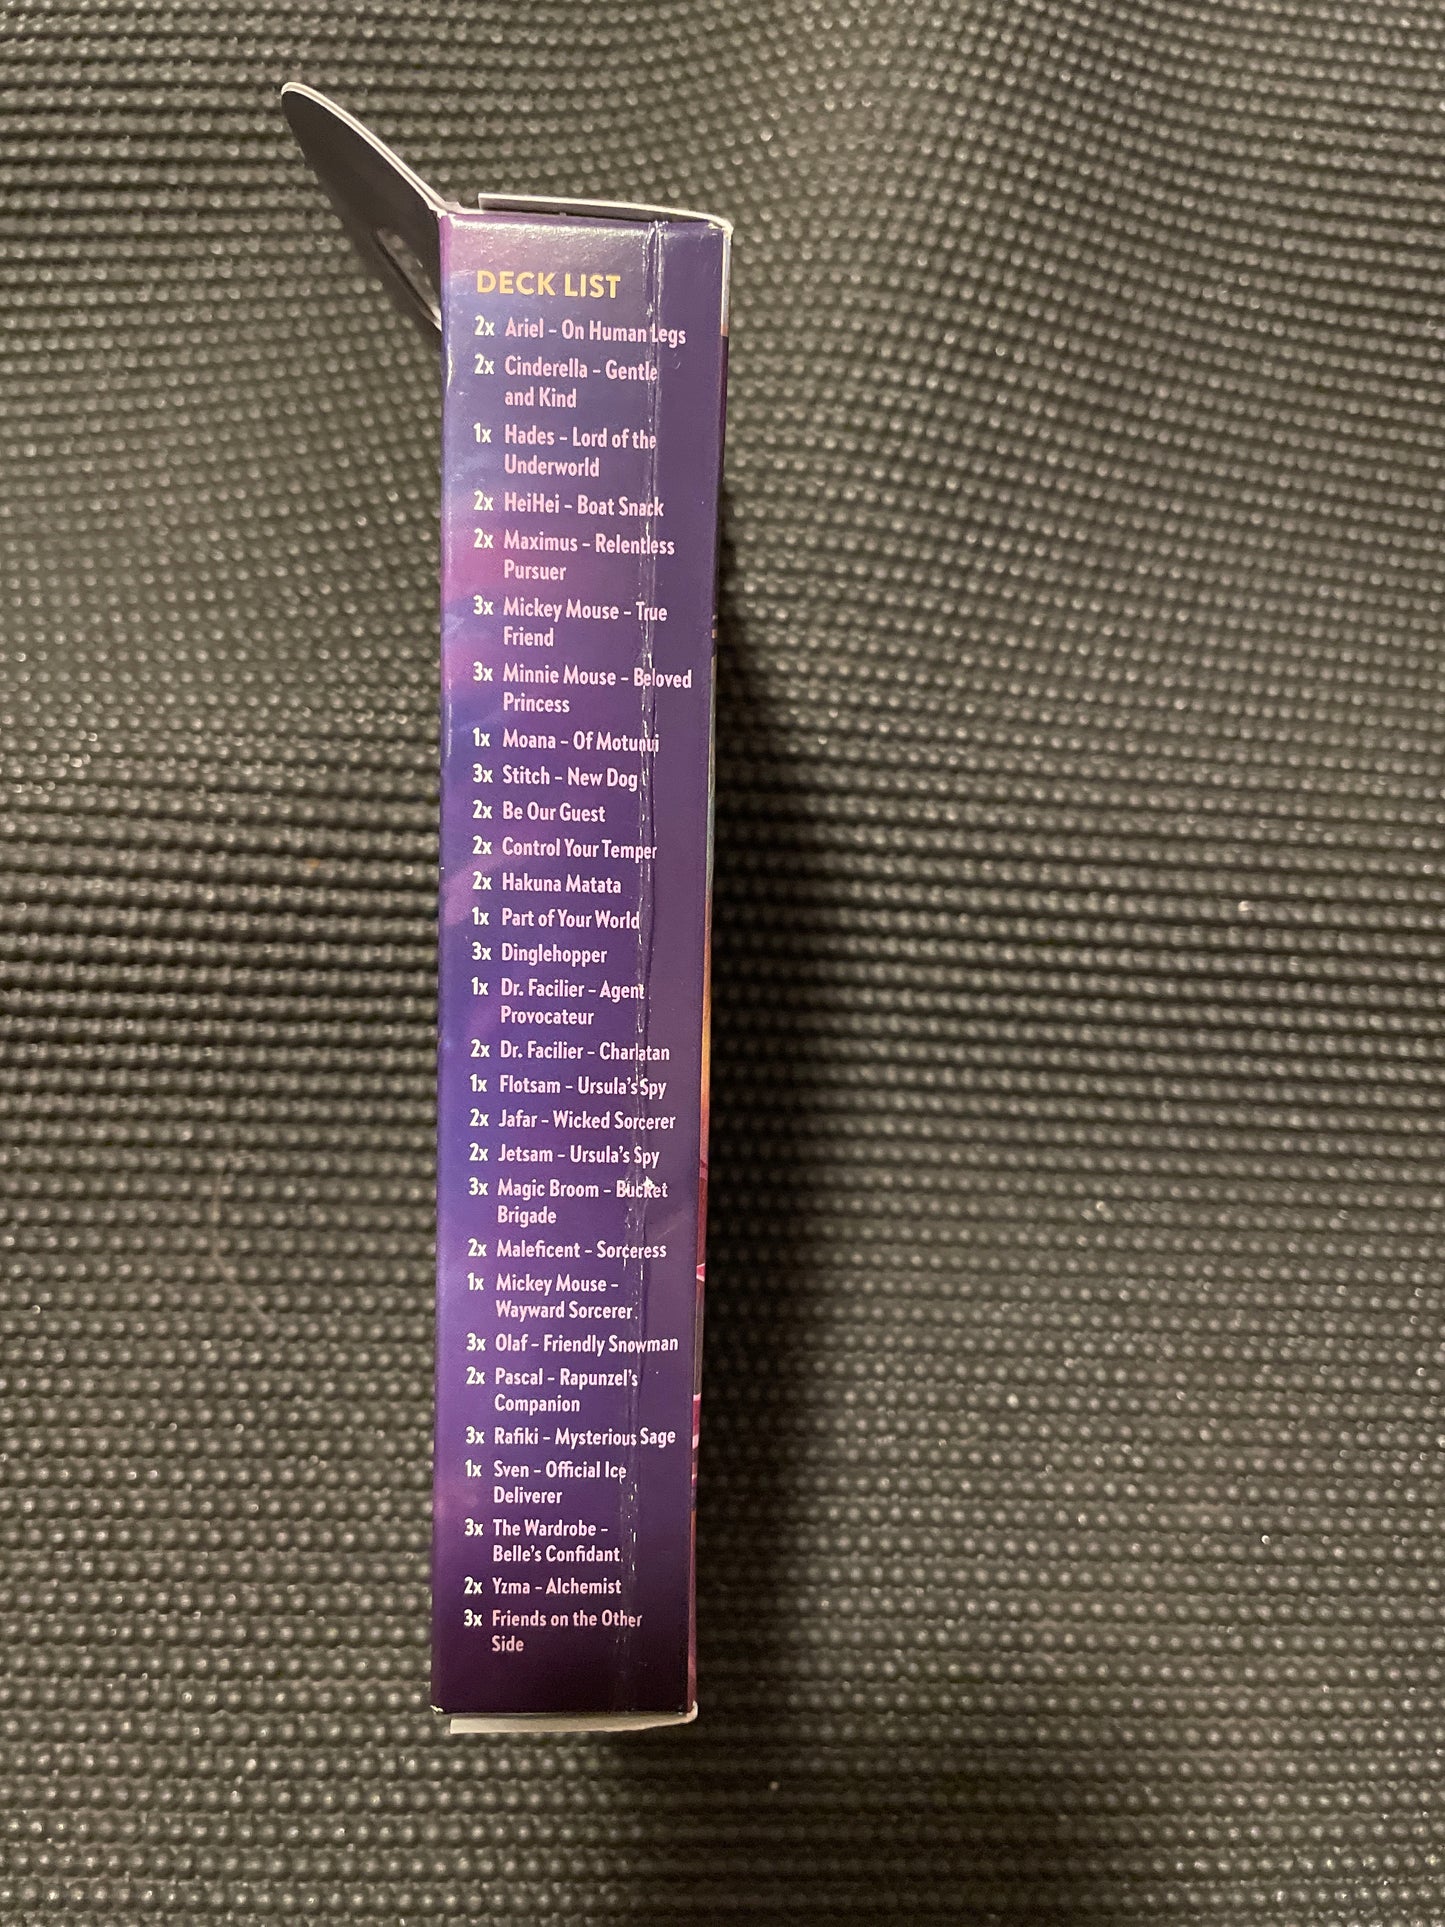 DECK LIST
2x Ariel – On Human Legs
2x Cinderella – Gentle
and Kind
1x Hades – Lord of the
Underworld
2x HeiHei – Boat Snack
2x Maximus – Relentless
Pursuer
3x Mickey Mouse – True
Friend
3x Minnie Mouse – Beloved
Princess
1x Moana – Of Motunui
3x Stitch – New Dog
2x Be Our Guest
2x Control Your Temper
2x Hakuna Matata
1x Part of Your World
3x Dinglehopper
1x Dr. Facilier – Agent
Provocateur
2x Dr. Facilier – Charlatan
1x Flotsam – Ursula's Spy
2x Jafar – Wicked Sorcerer
2x Jetsam – Ursula's Spy
3x Magic Broom – Bucket
Brigade
2x Maleficent – Sorceress
1x Mickey Mouse –
Wayward Sorcerer
3x Olaf – Friendly Snowman
2x Pascal – Rapunzel's
Companion
3x Rafiki – Mysterious Sage
1x Sven – Official Ice
Deliverer
3x The Wardrobe –
Belle's Confidant
2x Yzma – Alchemist
3x Friends on the Other
Side